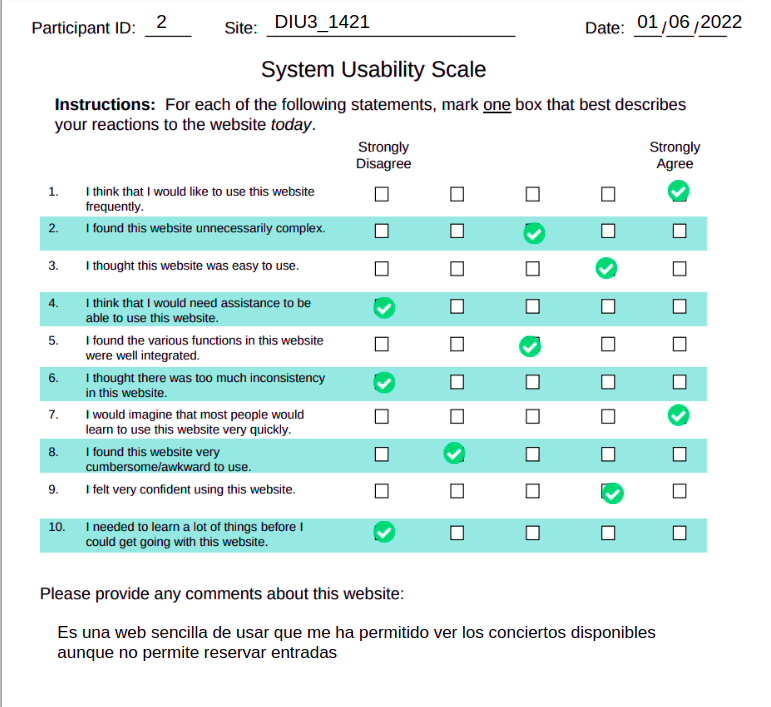 Participant ID: 2 Site: DIU3_1421 Date: 01/06/2022
System Usability Scale
Instructions: For each of the following statements, mark one box that best describes
your reactions to the website today.
Strongly Strongly
Disagree Agree
1. I think that I would like to use this website
frequently.
2. I found this website unnecessarily complex.
3. I thought this website was easy to use.
4. I think that I would need assistance to be
able to use this website.
5. I found the various functions in this website
were well integrated.
6. I thought there was too much inconsistency
in this website.
7. I would imagine that most people would
learn to use this website very quickly.
8. I found this website very
cumbersome/awkward to use.
9. I felt very confident using this website.
10. I needed to learn a lot of things before I
could get going with this website.
Please provide any comments about this website:
Es una web sencilla de usar que me ha permitido ver los conciertos disponibles
aunque no permite reservar entradas